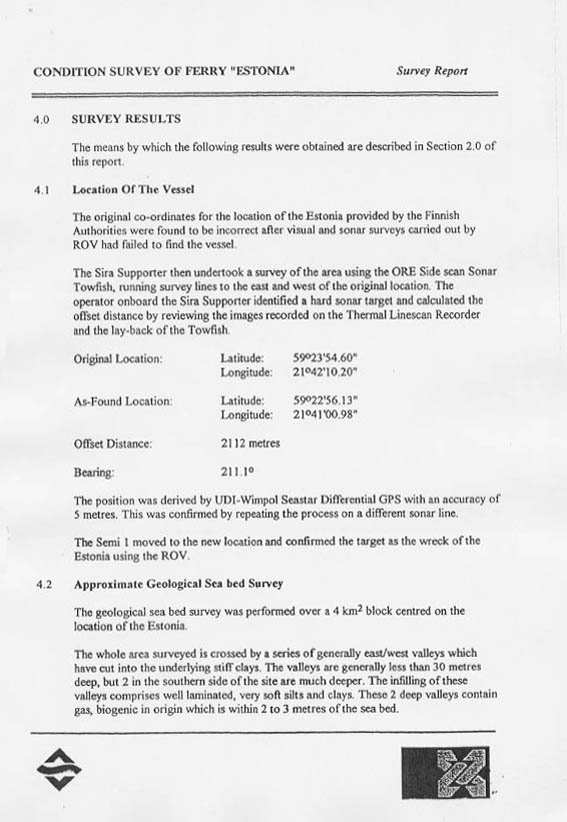 CONDITION SURVEY OF FERRY "ESTONIA" Survey Report
4.0 SURVEY RESULTS
The means by which the following results were obtained are described in Section 2.0 of
this report.
4.1 Location Of The Vessel
The original co-ordinates for the location of the Estonia provided by the Finnish
Authorities were found to be incorrect after visual and sonar surveys carried out by
ROV had failed to find the vessel.
The Sira Supporter then undertook a survey of the area using the ORE Side scan Sonar
Towfish, running survey lines to the east and west of the original location. The
operator onboard the Sira Supporter identified a hard sonar target and calculated the
offset distance by reviewing the images recorded on the Thermal Linescan Recorder
and the lay-back of the Towfish.
Original Location: Latitude: 59º23'54.60"
Longitude: 21º42'10.20"
As-Found Location: Latitude: 59º22'56.13"
Longitude: 21º41'00.98"
Offset Distance: 2112 metres
Bearing: 211.1º
The position was derived by UDI-Wimpol Seastar Differential GPS with an accuracy of
5 metres. This was confirmed by repeating the process on a different sonar line.
The Semi 1 moved to the new location and confirmed the target as the wreck of the
Estonia using the ROV.
4.2 Approximate Geological Sea bed Survey
The geological sea bed survey was performed over a 4 km² block centred on the
location of the Estonia.
The whole area surveyed is crossed by a series of generally east/west valleys which
have cut into the underlying stiff clays. The valleys are generally less than 30 metres
deep, but 2 in the southern side of the site are much deeper. The infilling of these
valleys comprises well laminated, very soft silts and clays. These 2 deep valleys contain
gas, biogenic in origin which is within 2 to 3 metres of the sea bed.